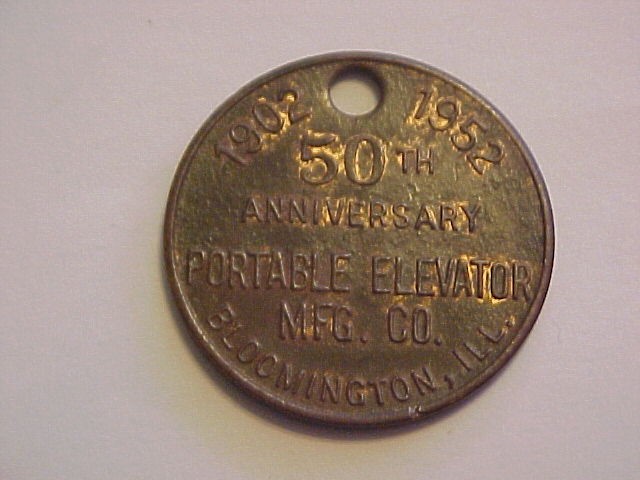 1902 1952
50TH
ANNIVERSARY
PORTABLE ELEVATOR
MFG. CO.
BLOOMINGTON, ILL.